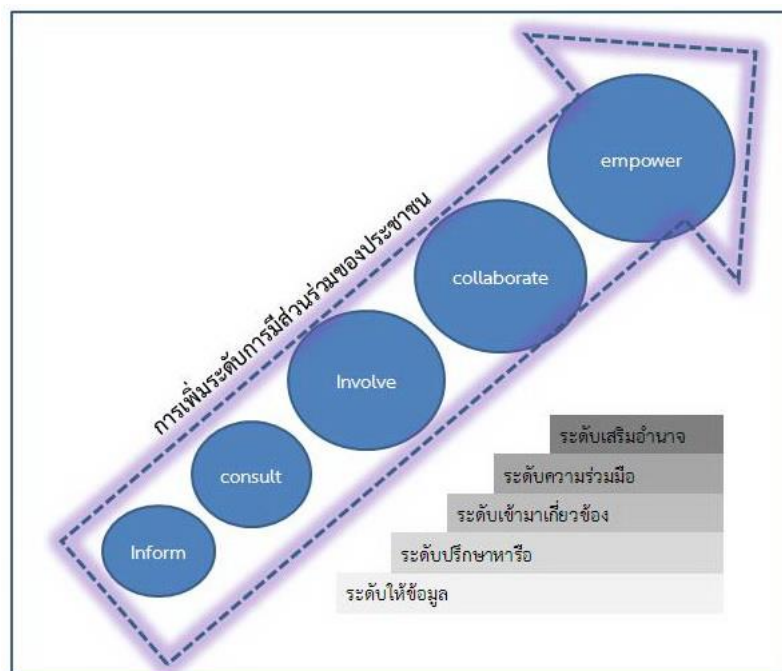 empower
collaborate
การเพิ่มระดับการมีส่วนร่วมของประชาชน
Involve
consult
Inform
ระดับเสริมอำนาจ
ระดับความร่วมมือ
ระดับเข้ามาเกี่ยวข้อง
ระดับปรึกษาหารือ
ระดับให้ข้อมูล